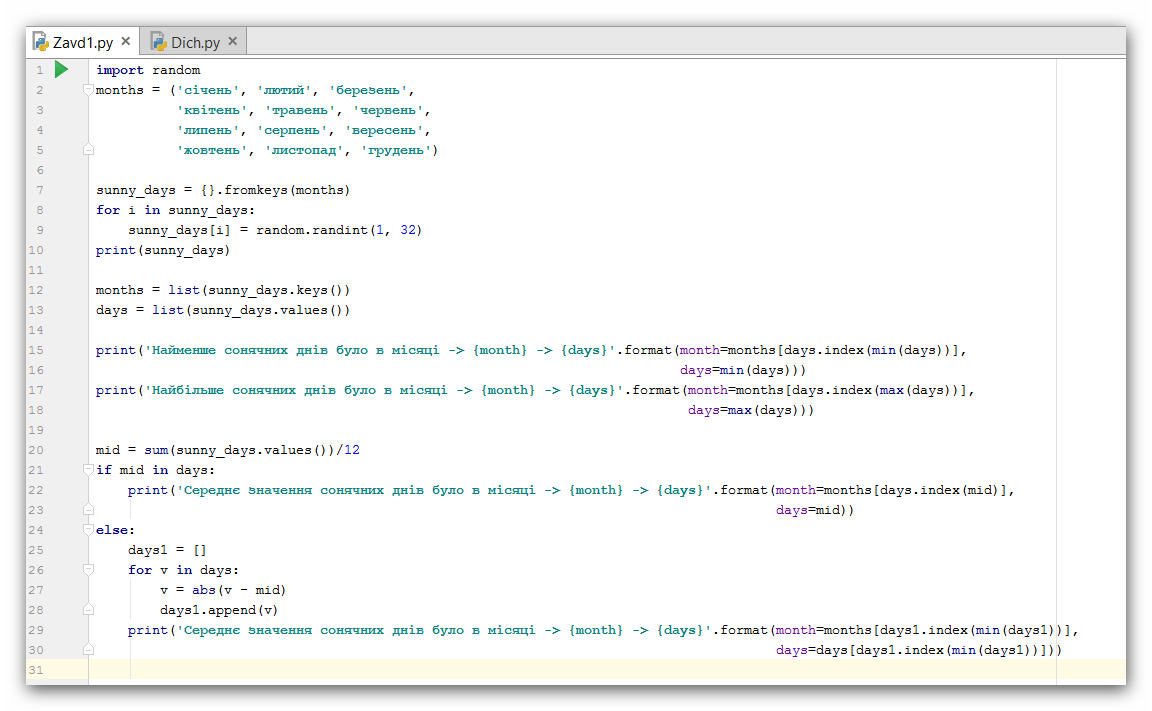 Zavd1.py Dich.py
1 import random
2 months = ('січень', 'лютий', 'березень',
3 'квітень', 'травень', 'червень',
4 'липень', 'серпень', 'вересень',
5 'жовтень', 'листопад', 'грудень')
6
7 sunny_days = {}.fromkeys(months)
8 for i in sunny_days:
9 sunny_days[i] = random.randint(1, 32)
10 print(sunny_days)
11
12 months = list(sunny_days.keys())
13 days = list(sunny_days.values())
14
15 print('Найменше сонячних днів було в місяці -> {month} -> {days}'.format(month=months[days.index(min(days))],
16 days=min(days)))
17 print('Найбільше сонячних днів було в місяці -> {month} -> {days}'.format(month=months[days.index(max(days))],
18 days=max(days)))
19
20 mid = sum(sunny_days.values())/12
21 if mid in days:
22 print('Середнє значення сонячних днів було в місяці -> {month} -> {days}'.format(month=months[days.index(mid)],
23 days=mid))
24 else:
25 days1 = []
26 for v in days:
27 v = abs(v - mid)
28 days1.append(v)
29 print('Середнє значення сонячних днів було в місяці -> {month} -> {days}'.format(month=months[days1.index(min(days1))],
30 days=days[days1.index(min(days1))]))
31